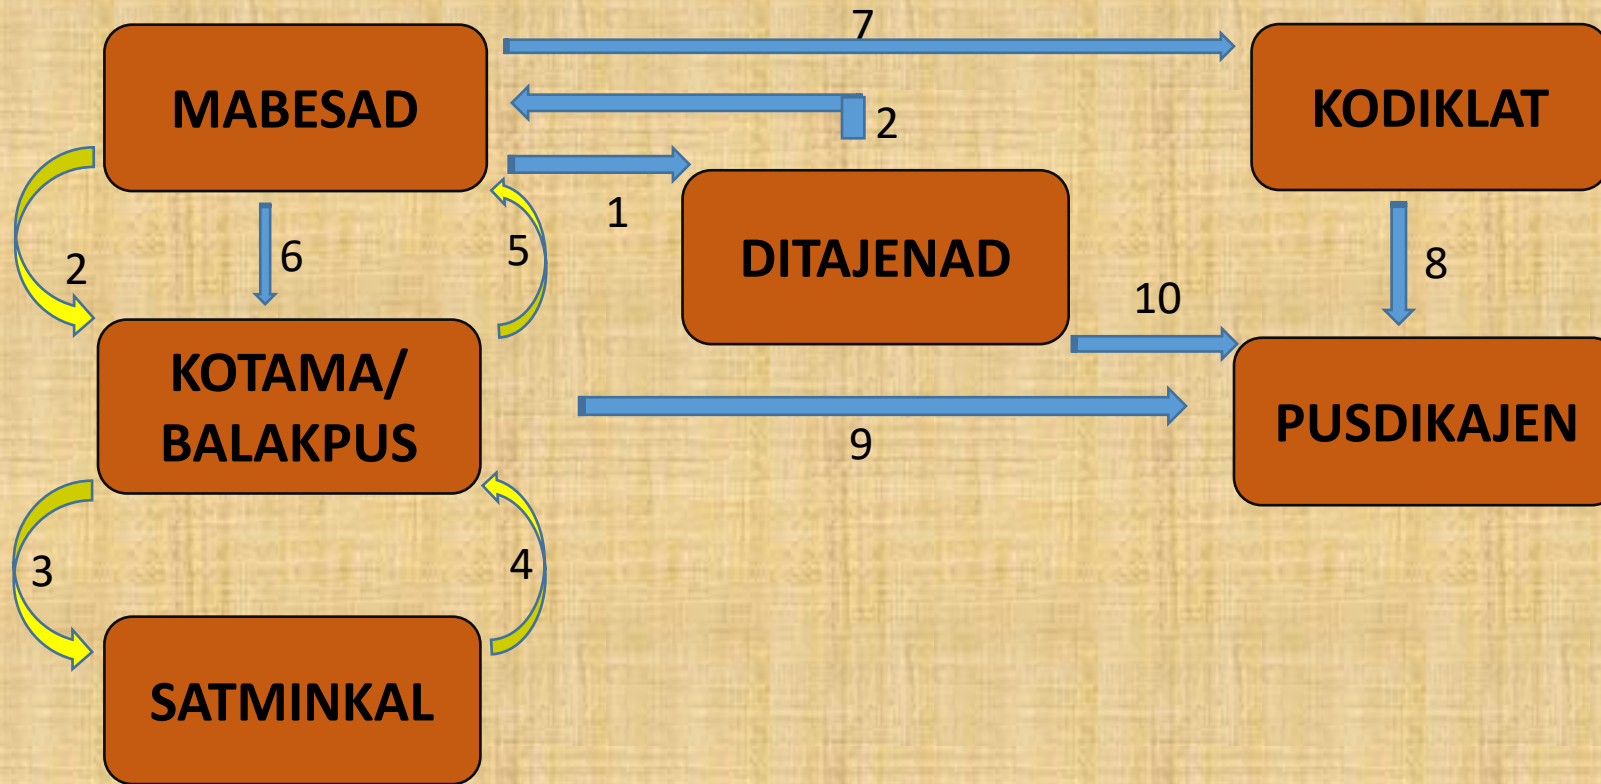 7
MABESAD
KODIKLAT
2
1
DITAJENAD
2
6
5
8
10
KOTAMA/
BALAKPUS
9
PUSDIKAJEN
3
4
SATMINKAL